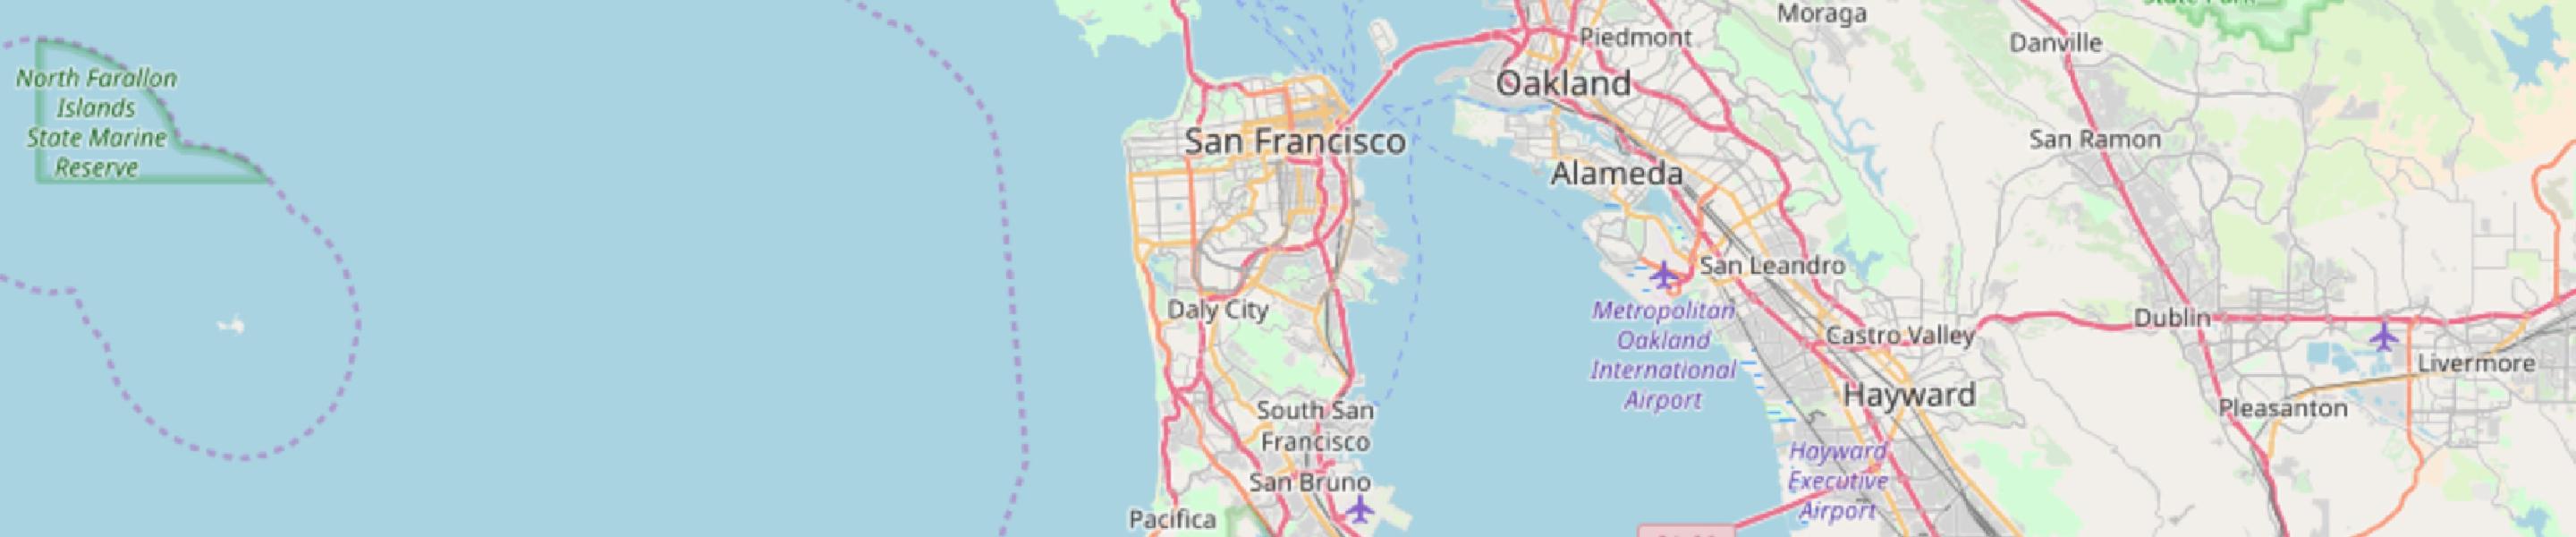 Moraga
Piedmont
Danville
North Farallon
Islands
State Marine
Reserve
Oakland
San Francisco
San Ramon
Alameda
San Leandro
Daly City
Metropolitan
Oakland
International
Airport
Dublin
Castro Valley
Livermore
Hayward
Pleasanton
South San
Francisco
Hayward
Executive
Airport
San Bruno
Pacifica